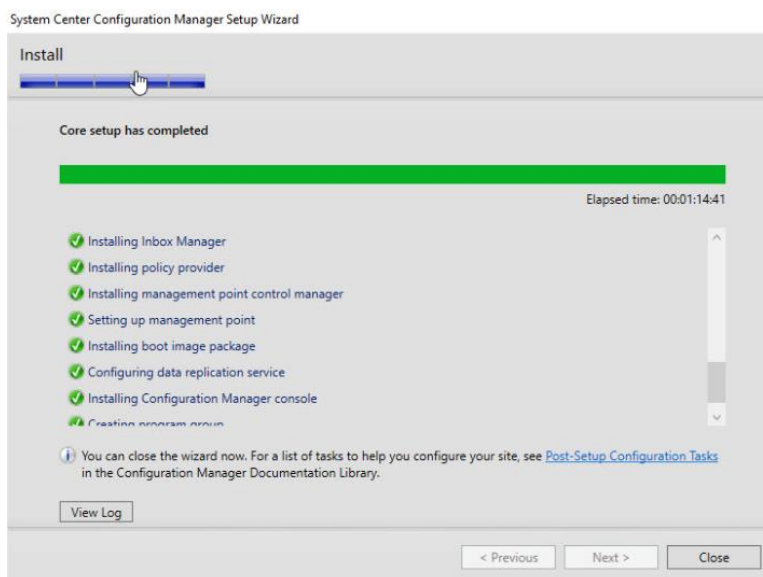 System Center Configuration Manager Setup Wizard
Install
Core setup has completed
Elapsed time: 00:01:14:41
Installing Inbox Manager
Installing policy provider
Installing management point control manager
Setting up management point
Installing boot image package
Configuring data replication service
Installing Configuration Manager console
Creating program group
You can close the wizard now. For a list of tasks to help you configure your site, see Post-Setup Configuration Tasks
in the Configuration Manager Documentation Library.
View Log
< Previous
Next >
Close